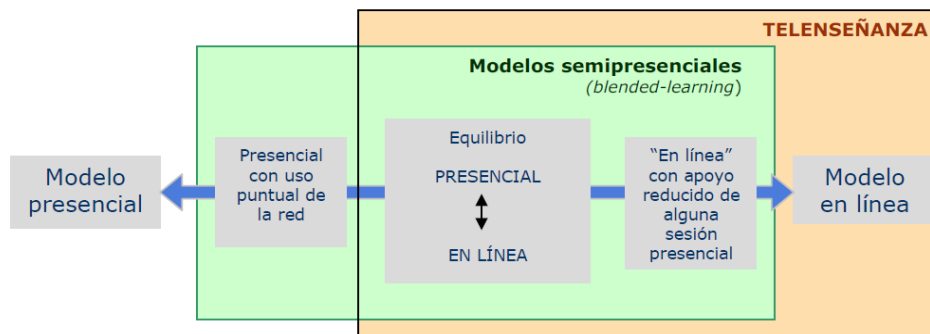 TELENSEÑANZA
Modelos semipresenciales
(blended-learning)
Modelo
presencial
Presencial
con uso
puntual de
la red
Equilibrio
PRESENCIAL
EN LÍNEA
“En línea”
con apoyo
reducido de
alguna
sesión
presencial
Modelo
en línea